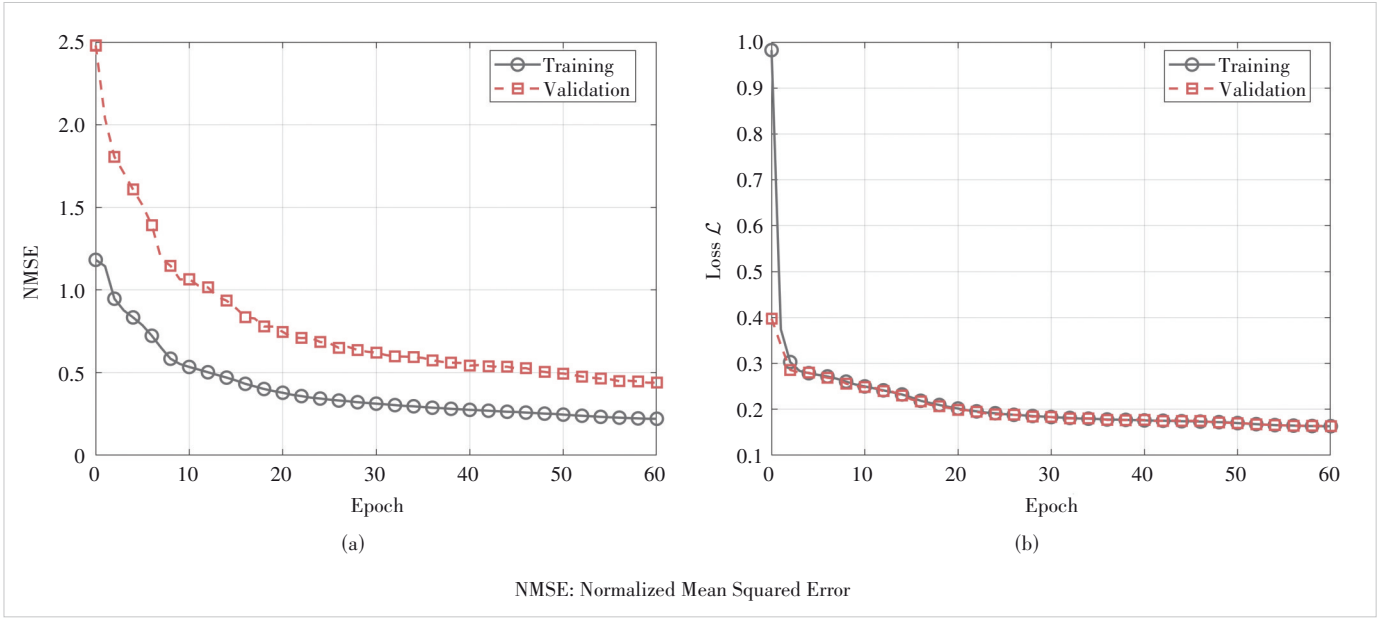 2.5
2.0
1.5
1.0
0.5
0
NMSE
0 10 20 30 40 50 60
Epoch
Training
Validation
(a)
1.0
0.9
0.8
0.7
0.6
0.5
0.4
0.3
0.2
0.1
Loss ℒ
0 10 20 30 40 50 60
Epoch
Training
Validation
(b)
NMSE: Normalized Mean Squared Error